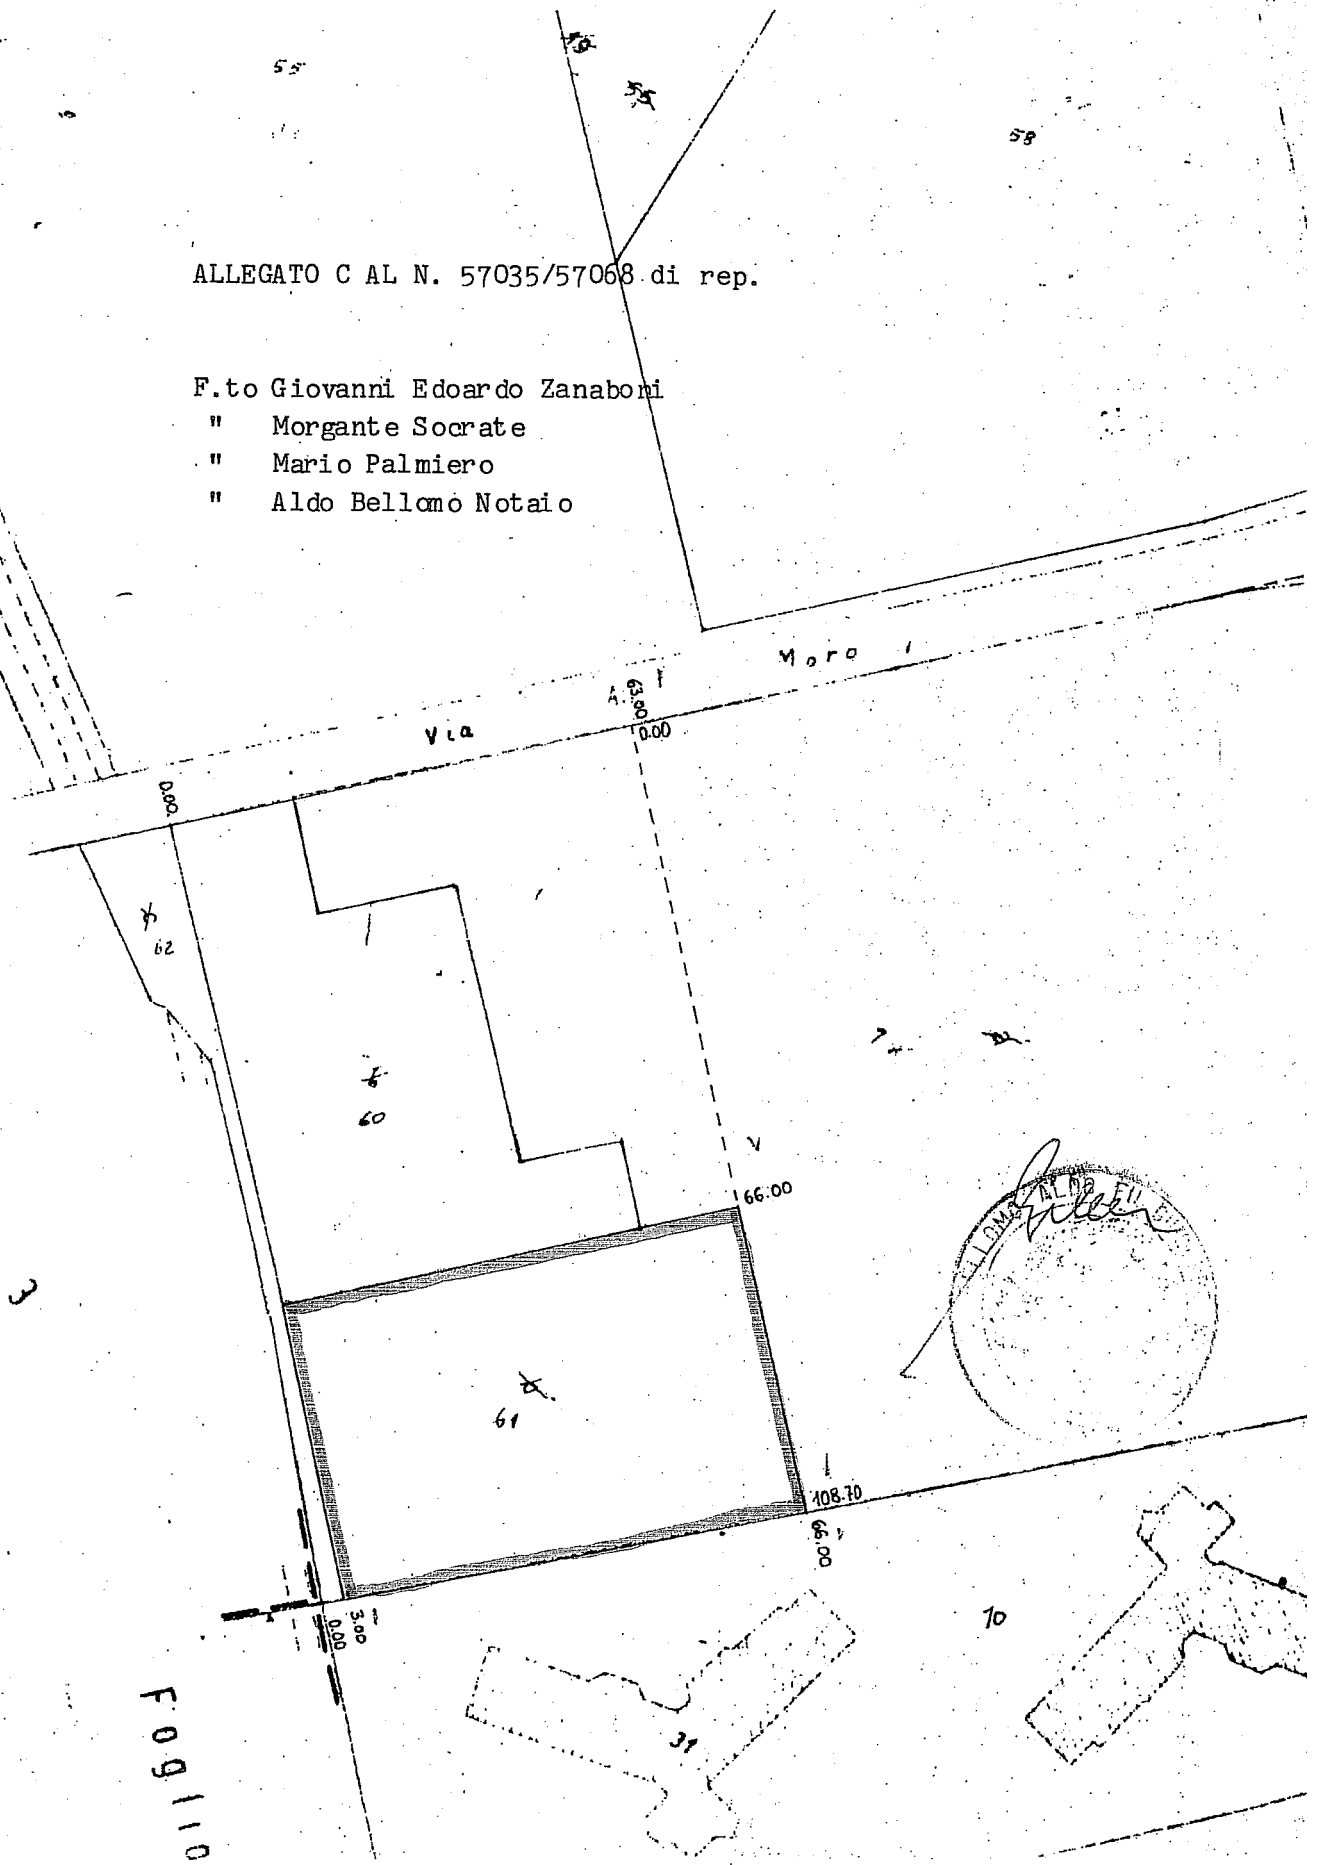 55
58
ALLEGATO C AL N. 57035/57068 di rep.
F.to Giovanni Edoardo Zanaboni
" Morgante Socrate
" Mario Palmiero
" Aldo Bellomo Notaio
Via A. Moro
63.00
0.00
0.00
62
60
66.00
61
108.70
66.00
3.00
0.00
10
31
3
Foglio